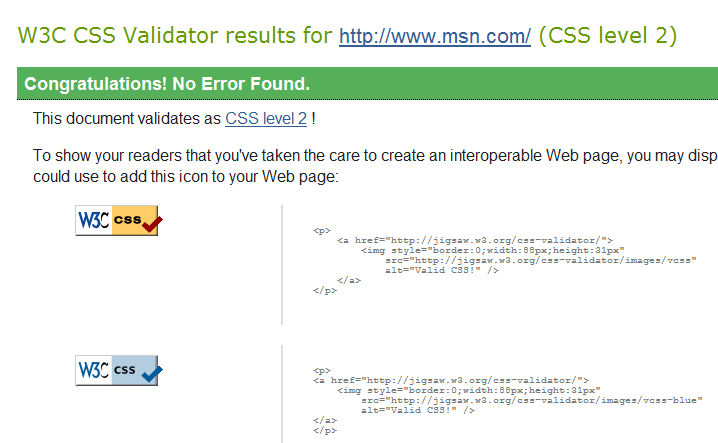 W3C CSS Validator results for http://www.msn.com/ (CSS level 2)
Congratulations! No Error Found.
This document validates as CSS level 2 !
To show your readers that you've taken the care to create an interoperable Web page, you may disp
could use to add this icon to your Web page:
W3C css
<p>
<a href="http://jigsaw.w3.org/css-validator/">
<img style="border:0;width:88px;height:31px"
src="http://jigsaw.w3.org/css-validator/images/vcss"
alt="Valid CSS!" />
</a>
</p>
W3C css
<p>
<a href="http://jigsaw.w3.org/css-validator/">
<img style="border:0;width:88px;height:31px"
src="http://jigsaw.w3.org/css-validator/images/vcss-blue"
alt="Valid CSS!" />
</a>
</p>